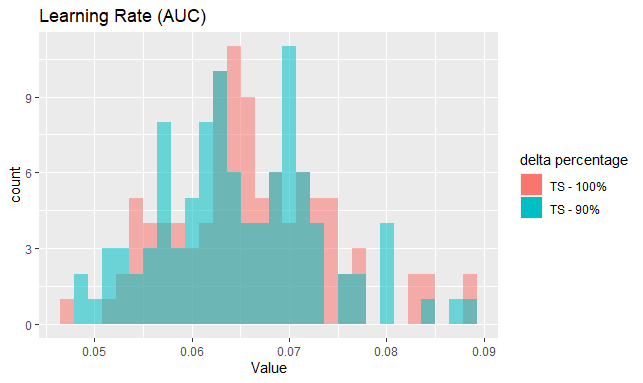 Learning Rate (AUC)
count
9
6
3
0
0.05 0.06 0.07 0.08 0.09
Value
delta percentage
TS - 100%
TS - 90%